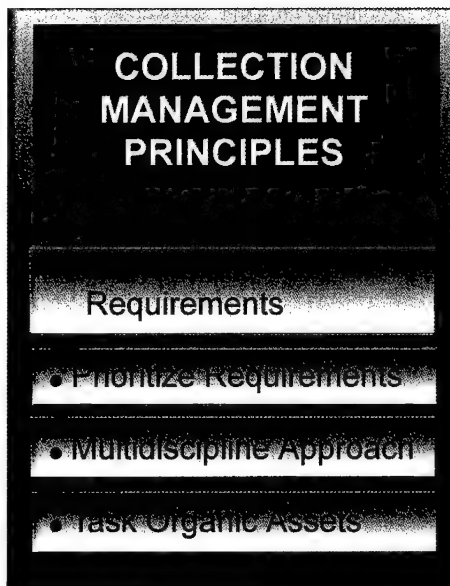 COLLECTION
MANAGEMENT
PRINCIPLES
Requirements
• Prioritize Requirements
• Multidiscipline Approach
• Task Organic Assets